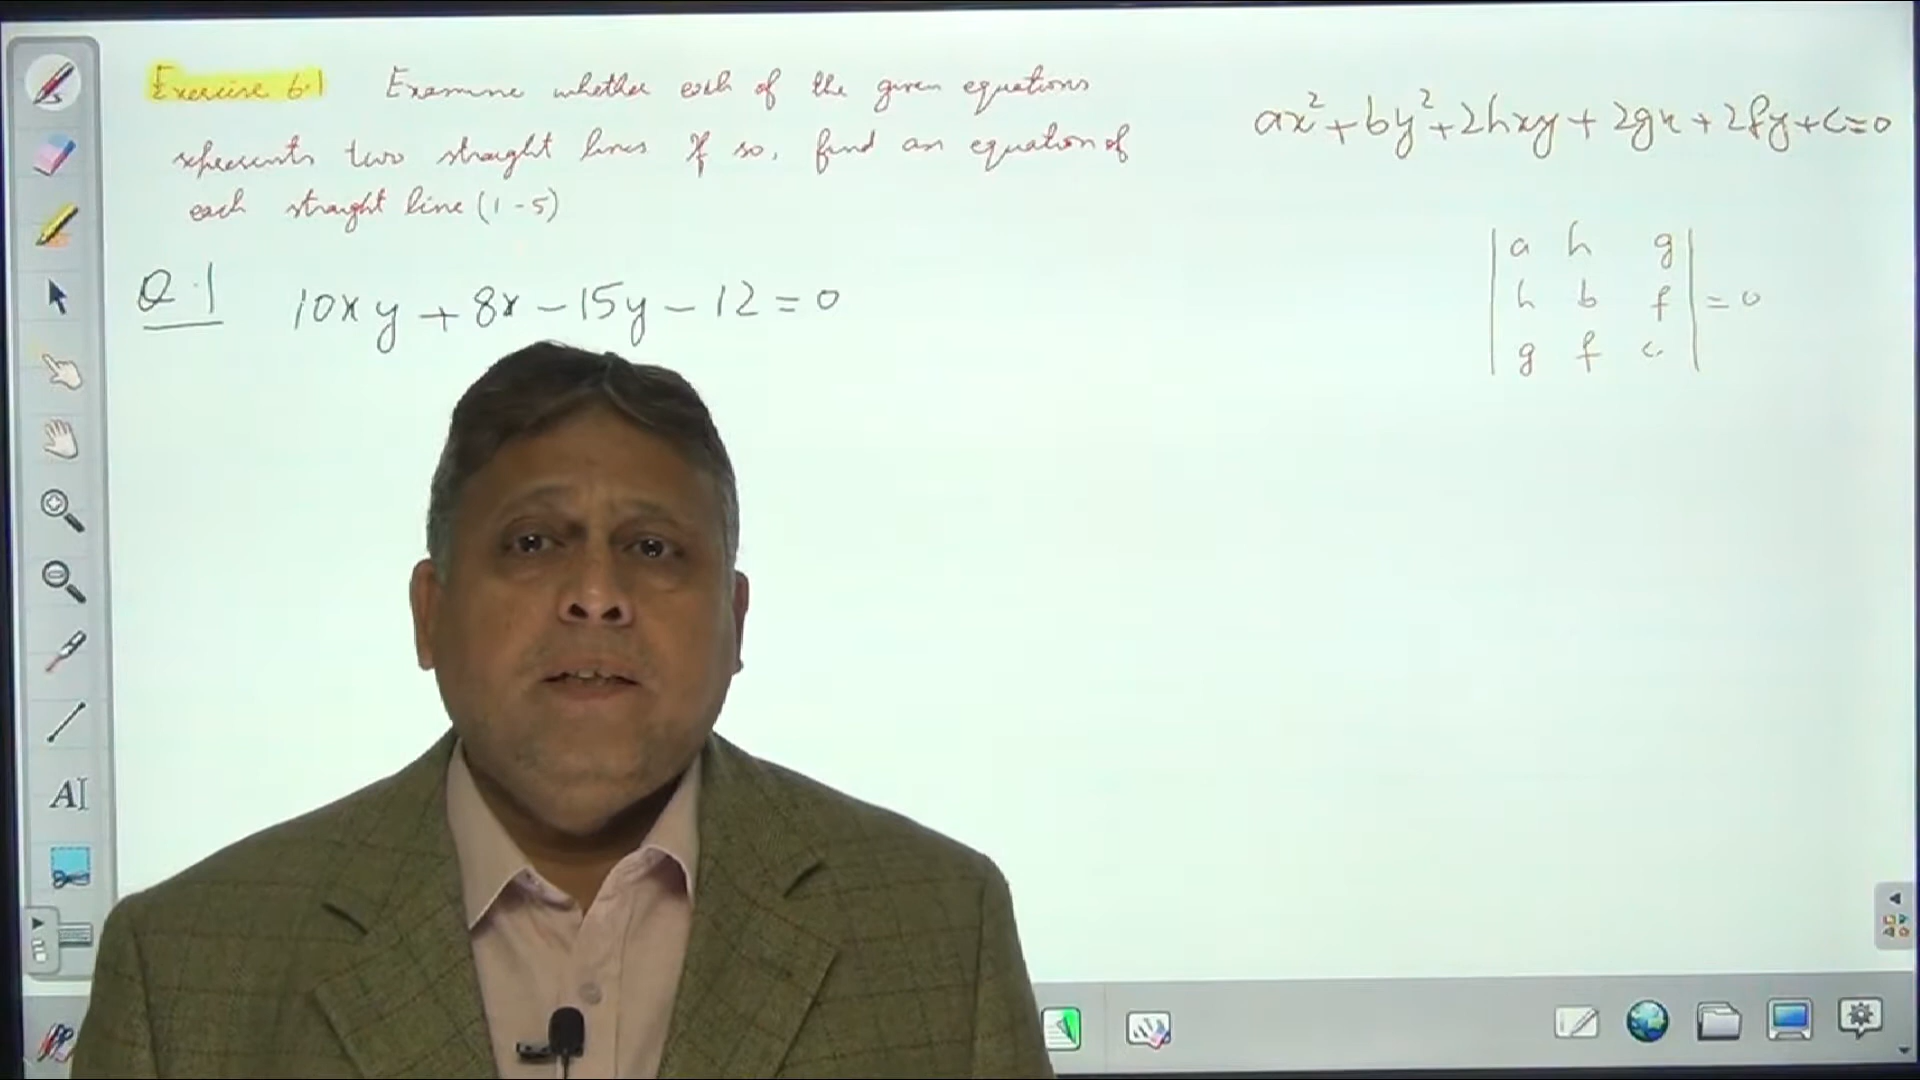 Exercise 6.1 Examine whether each of the given equations
represents two straight lines If so, find an equation of
each straight line (1-5)
ax²+by²+2hxy+2gx+2fy+c=0
Q.1 10xy+8x-15y-12=0
a h g
h b f =0
g f c
AI